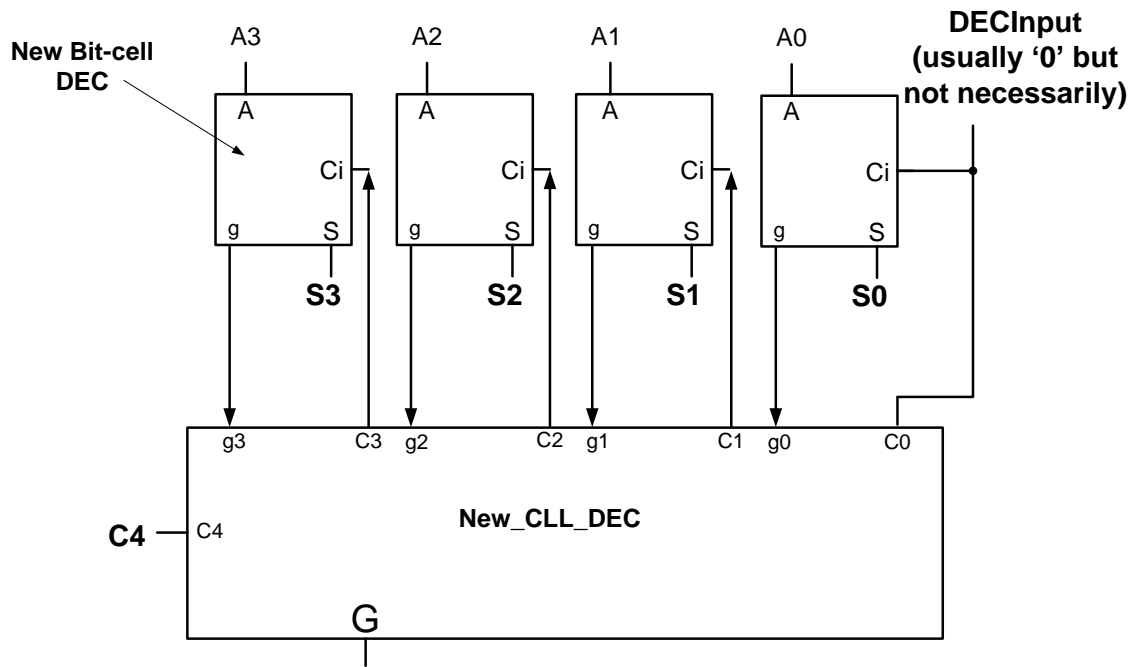 New Bit-cell
DEC
A3
A2
A1
A0
DECInput
(usually ‘0’ but
not necessarily)
A
A
A
A
Ci
Ci
Ci
Ci
g
S
g
S
g
S
g
S
S3
S2
S1
S0
g3
C3
g2
C2
g1
C1
g0
C0
C4
C4
New_CLL_DEC
G